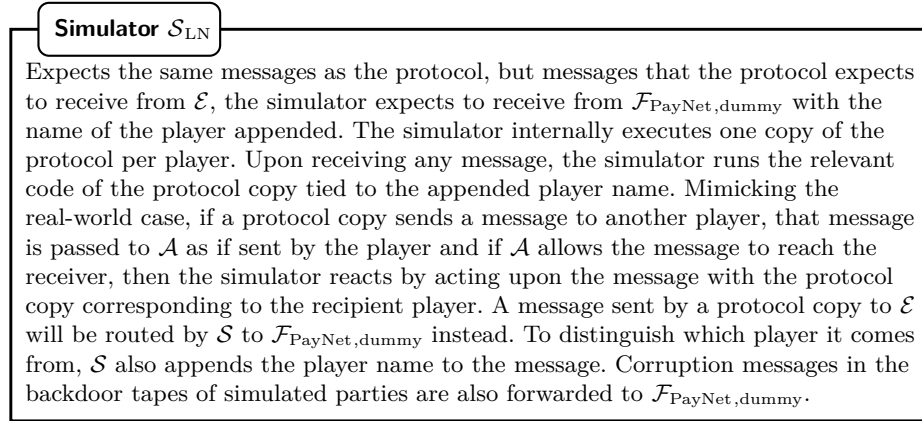 Simulator 𝒮_LN
Expects the same messages as the protocol, but messages that the protocol expects
to receive from ℰ, the simulator expects to receive from ℱ_PayNet,dummy with the
name of the player appended. The simulator internally executes one copy of the
protocol per player. Upon receiving any message, the simulator runs the relevant
code of the protocol copy tied to the appended player name. Mimicking the
real-world case, if a protocol copy sends a message to another player, that message
is passed to 𝒜 as if sent by the player and if 𝒜 allows the message to reach the
receiver, then the simulator reacts by acting upon the message with the protocol
copy corresponding to the recipient player. A message sent by a protocol copy to ℰ
will be routed by 𝒮 to ℱ_PayNet,dummy instead. To distinguish which player it comes
from, 𝒮 also appends the player name to the message. Corruption messages in the
backdoor tapes of simulated parties are also forwarded to ℱ_PayNet,dummy.